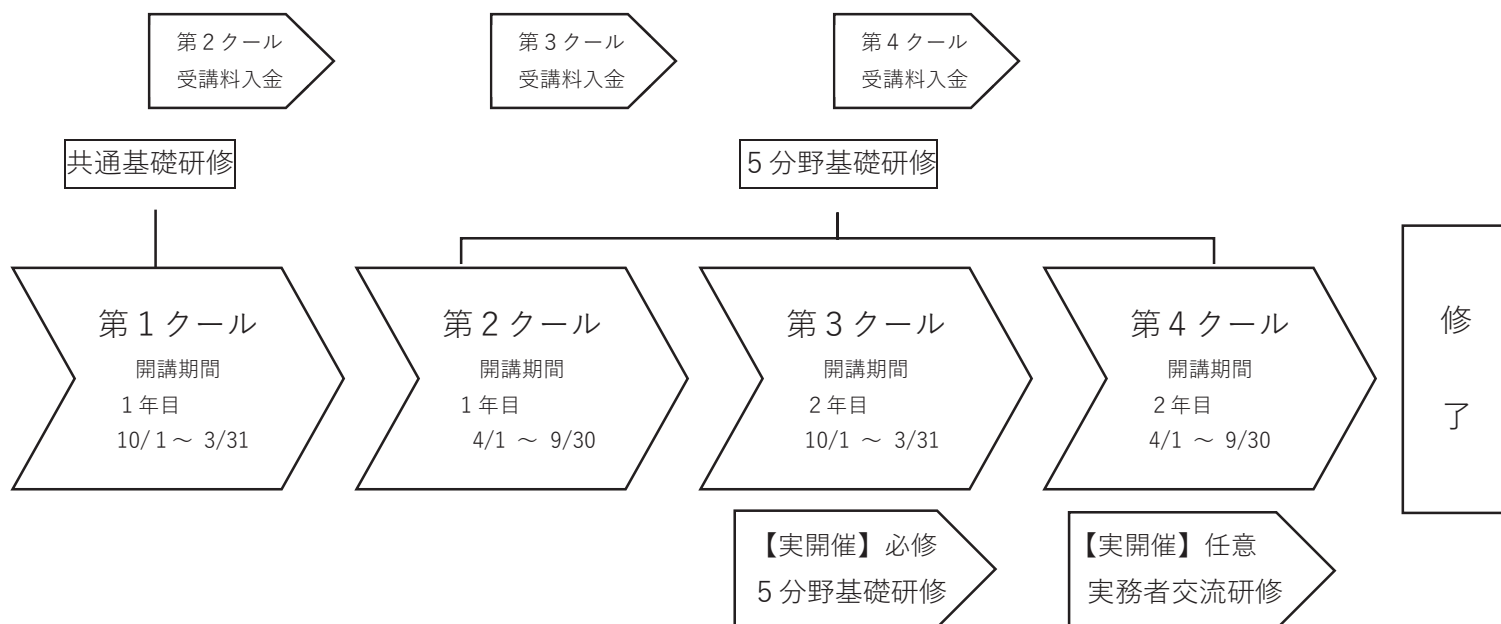 第２クール
受講料入金
第３クール
受講料入金
第４クール
受講料入金
共通基礎研修
５分野基礎研修
第１クール
開講期間
１年目
10/１～ 3/31
第２クール
開講期間
１年目
4/1 ～ 9/30
第３クール
開講期間
２年目
10/1 ～ 3/31
第４クール
開講期間
２年目
4/1 ～ 9/30
修
了
【実開催】必修
５分野基礎研修
【実開催】任意
実務者交流研修